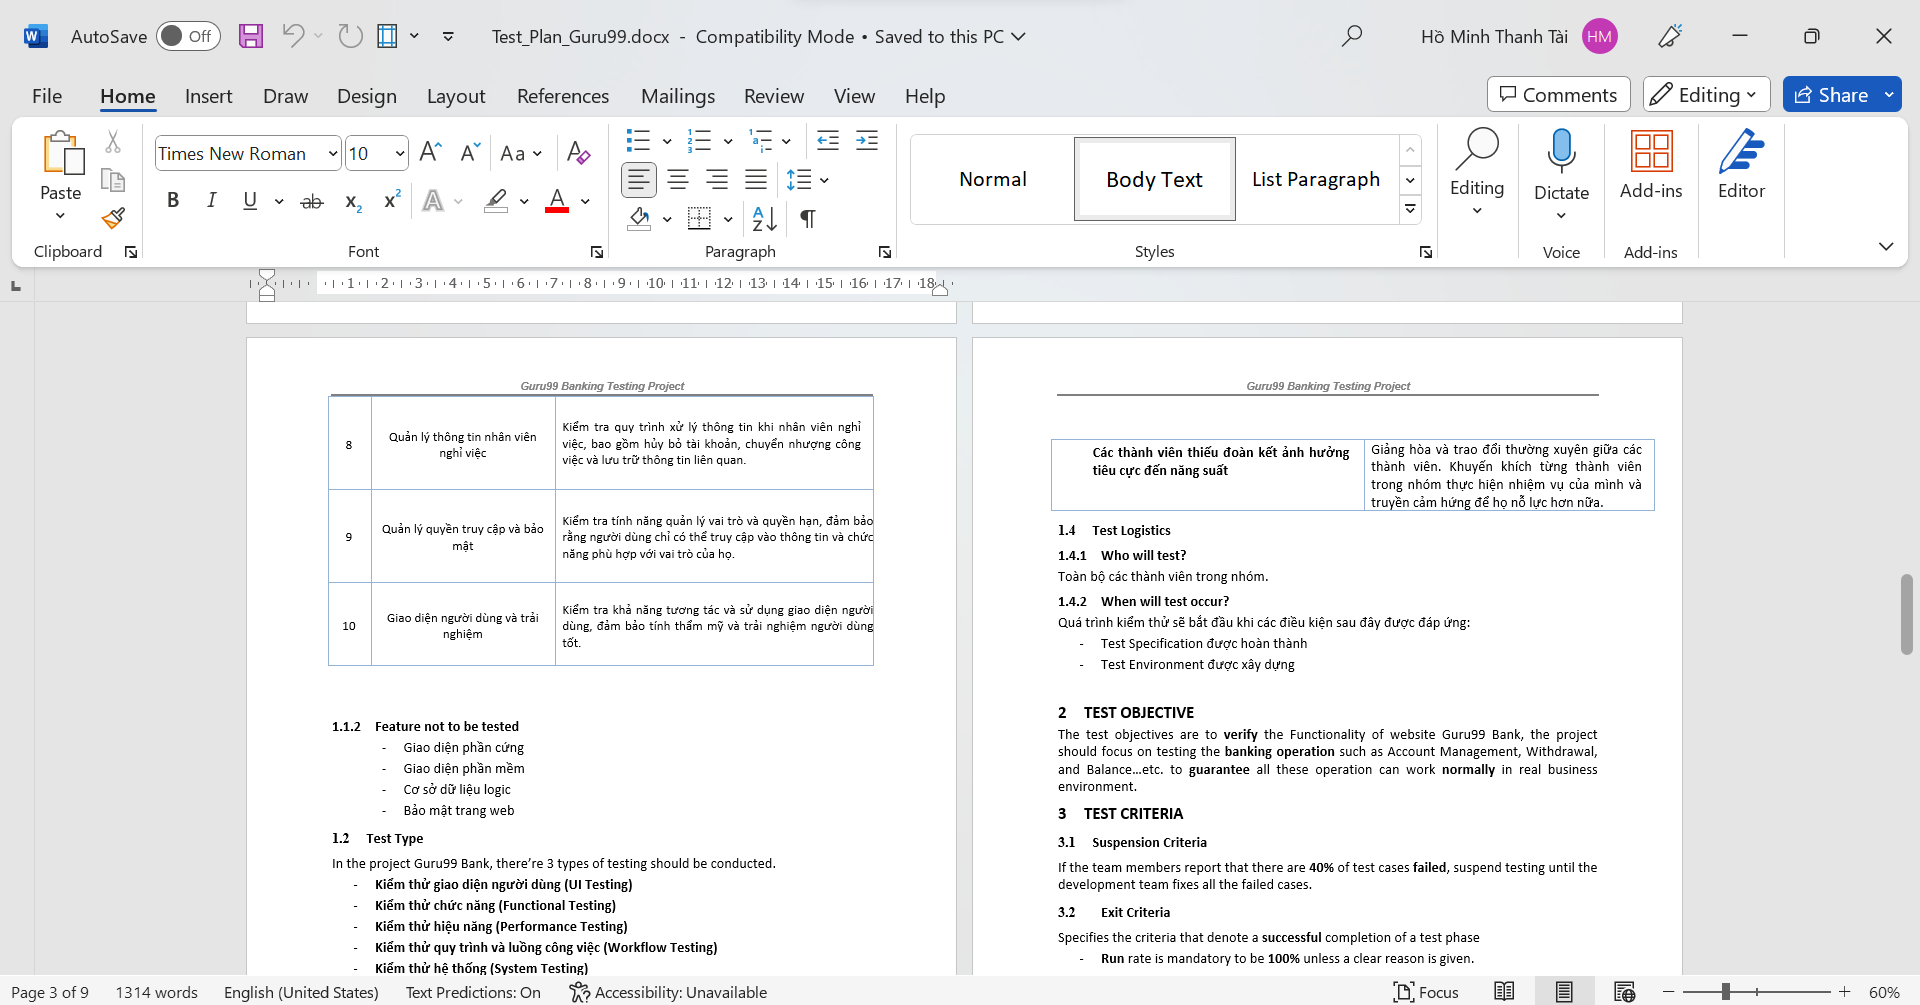 AutoSave Off Test_Plan_Guru99.docx - Compatibility Mode • Saved to this PC Hồ Minh Thanh Tài HM
File Home Insert Draw Design Layout References Mailings Review View Help Comments Editing Share
Paste
Clipboard
Times New Roman 10 Aa
B I U ab x2 x2 A A
Font
Paragraph
Normal Body Text List Paragraph
Styles
Editing
Dictate
Voice
Add-ins
Add-ins
Editor
1 2 3 4 5 6 7 8 9 10 11 12 13 14 15 16 17 18
Guru99 Banking Testing Project
8
Quản lý thông tin nhân viên
nghỉ việc
Kiểm tra quy trình xử lý thông tin khi nhân viên nghỉ
việc, bao gồm hủy bỏ tài khoản, chuyển nhượng công
việc và lưu trữ thông tin liên quan.
9
Quản lý quyền truy cập và bảo
mật
Kiểm tra tính năng quản lý vai trò và quyền hạn, đảm bảo
rằng người dùng chỉ có thể truy cập vào thông tin và chức
năng phù hợp với vai trò của họ.
10
Giao diện người dùng và trải
nghiệm
Kiểm tra khả năng tương tác và sử dụng giao diện người
dùng, đảm bảo tính thẩm mỹ và trải nghiệm người dùng
tốt.
1.1.2 Feature not to be tested
- Giao diện phần cứng
- Giao diện phần mềm
- Cơ sở dữ liệu logic
- Bảo mật trang web
1.2 Test Type
In the project Guru99 Bank, there’re 3 types of testing should be conducted.
- Kiểm thử giao diện người dùng (UI Testing)
- Kiểm thử chức năng (Functional Testing)
- Kiểm thử hiệu năng (Performance Testing)
- Kiểm thử quy trình và luồng công việc (Workflow Testing)
- Kiểm thử hệ thống (System Testing)
Guru99 Banking Testing Project
Các thành viên thiếu đoàn kết ảnh hưởng
tiêu cực đến năng suất
Giảng hòa và trao đổi thường xuyên giữa các
thành viên. Khuyến khích từng thành viên
trong nhóm thực hiện nhiệm vụ của mình và
truyền cảm hứng để họ nỗ lực hơn nữa.
1.4 Test Logistics
1.4.1 Who will test?
Toàn bộ các thành viên trong nhóm.
1.4.2 When will test occur?
Quá trình kiểm thử sẽ bắt đầu khi các điều kiện sau đây được đáp ứng:
- Test Specification được hoàn thành
- Test Environment được xây dựng
2 TEST OBJECTIVE
The test objectives are to verify the Functionality of website Guru99 Bank, the project
should focus on testing the banking operation such as Account Management, Withdrawal,
and Balance…etc. to guarantee all these operation can work normally in real business
environment.
3 TEST CRITERIA
3.1 Suspension Criteria
If the team members report that there are 40% of test cases failed, suspend testing until the
development team fixes all the failed cases.
3.2 Exit Criteria
Specifies the criteria that denote a successful completion of a test phase
- Run rate is mandatory to be 100% unless a clear reason is given.
Page 3 of 9 1314 words English (United States) Text Predictions: On Accessibility: Unavailable Focus 60%